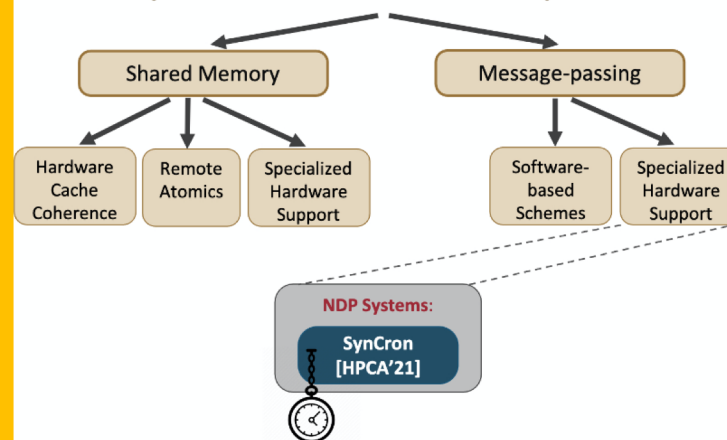 Shared Memory
Message-passing
Hardware
Cache
Coherence
Remote
Atomics
Specialized
Hardware
Support
Software-
based
Schemes
Specialized
Hardware
Support
NDP Systems:
SynCron
[HPCA'21]